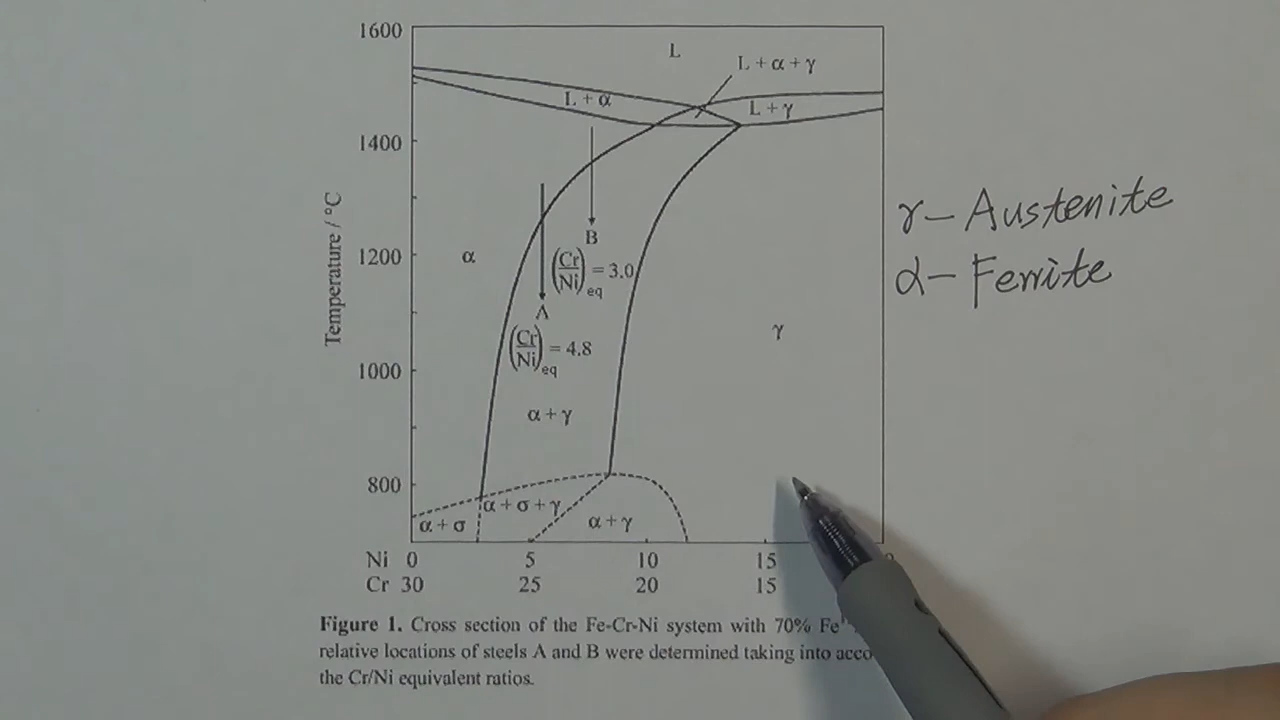 1600
L
L + α + γ
L + α
L + γ
1400
γ – Austenite
α – Ferrite
Temperature / °C
1200
α
B
(Cr/Ni)eq = 3.0
A
(Cr/Ni)eq = 4.8
γ
1000
α + γ
800
α + σ
α + σ + γ
α + γ
Ni 0 5 10 15
Cr 30 25 20 15
Figure 1. Cross section of the Fe-Cr-Ni system with 70% Fe
relative locations of steels A and B were determined taking into
the Cr/Ni equivalent ratios.